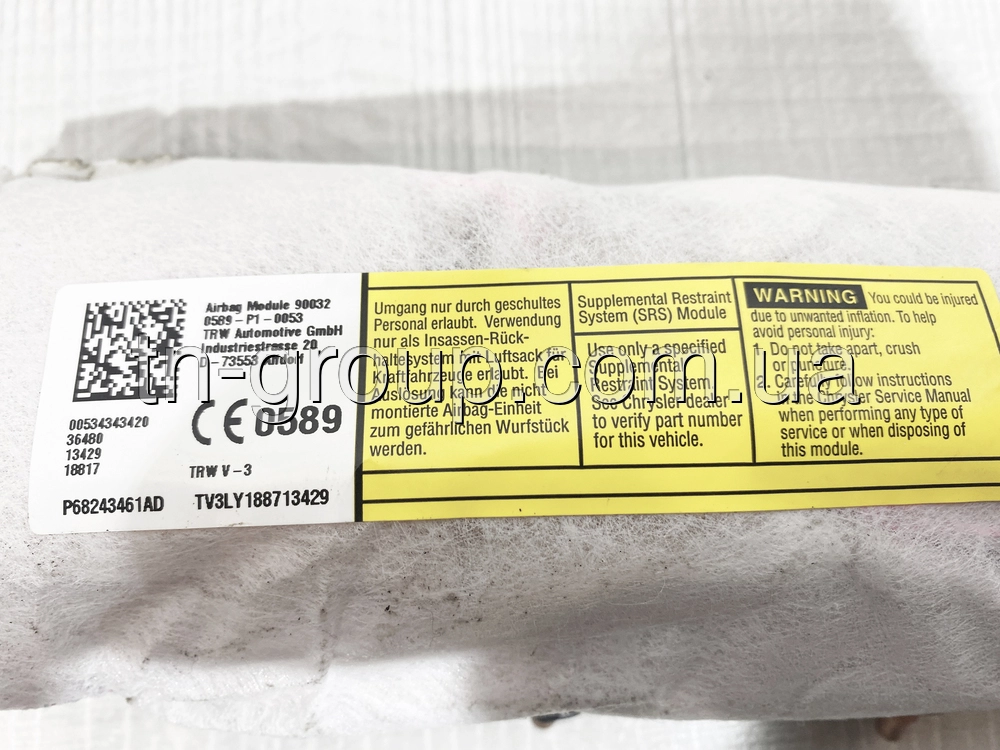 Airbag Module 90032
0589-P1-0053
TRW Automotive GmbH
Industriestrasse 20
D-73553 Alfdorf
00534343420
36480
13429
18817
CE0589
TRW V-3
P68243461AD
TV3LY188713429
Umgang nur durch geschultes
Personal erlaubt. Verwendung
nur als Insassen-Rück-
haltesystem - Luftsack für
Kraftfahrzeuge erlaubt. Bei
Auslösung kann die nicht
montierte Airbag-Einheit
zum gefährlichen Wurfstück
werden.
Supplemental Restraint
System (SRS) Module
Use only a specified
Supplemental
Restraint System.
See Chrysler dealer
to verify part number
for this vehicle.
WARNING You could be injured
due to unwanted inflation. To help
avoid personal injury:
1. Do not take apart, crush
or puncture.
2. Carefully follow instructions
in the Chrysler Service Manual
when performing any type of
service or when disposing of
this module.
tn-group.com.ua